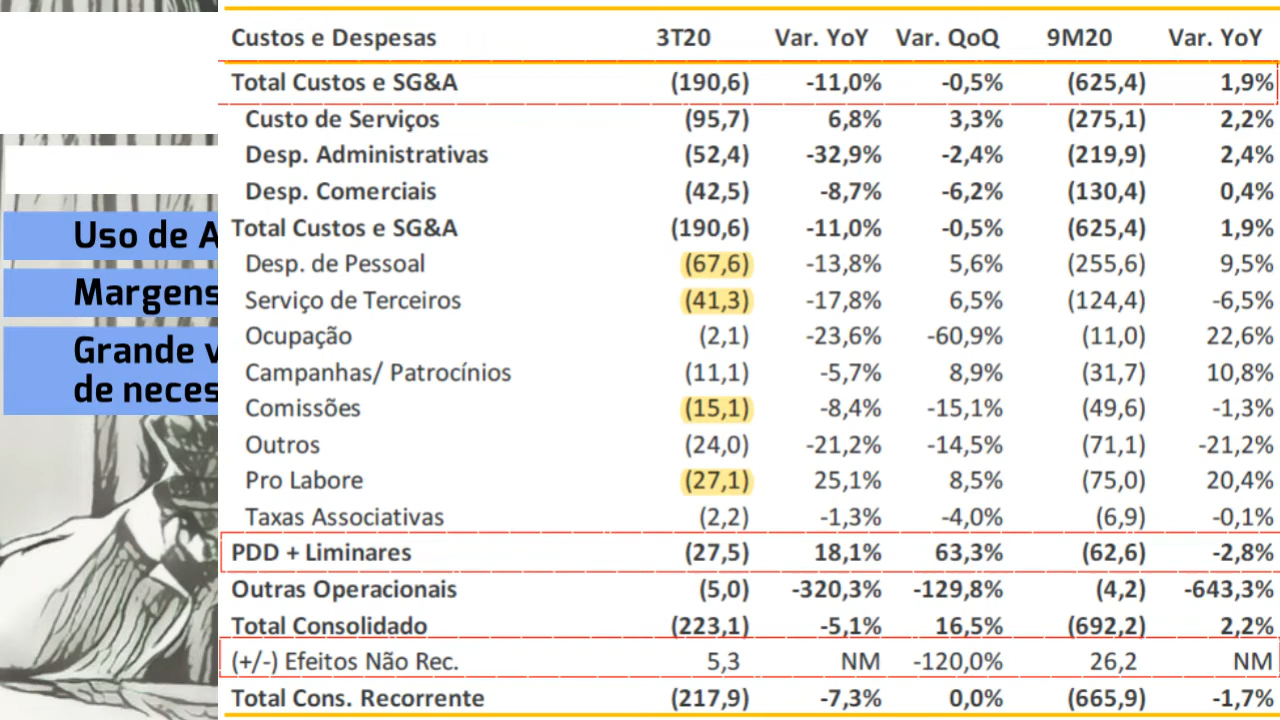 Custos e Despesas 3T20 Var. YoY Var. QoQ 9M20 Var. YoY
Total Custos e SG&A (190,6) -11,0% -0,5% (625,4) 1,9%
Custo de Serviços (95,7) 6,8% 3,3% (275,1) 2,2%
Desp. Administrativas (52,4) -32,9% -2,4% (219,9) 2,4%
Desp. Comerciais (42,5) -8,7% -6,2% (130,4) 0,4%
Total Custos e SG&A (190,6) -11,0% -0,5% (625,4) 1,9%
Desp. de Pessoal (67,6) -13,8% 5,6% (255,6) 9,5%
Serviço de Terceiros (41,3) -17,8% 6,5% (124,4) -6,5%
Ocupação (2,1) -23,6% -60,9% (11,0) 22,6%
Campanhas/ Patrocínios (11,1) -5,7% 8,9% (31,7) 10,8%
Comissões (15,1) -8,4% -15,1% (49,6) -1,3%
Outros (24,0) -21,2% -14,5% (71,1) -21,2%
Pro Labore (27,1) 25,1% 8,5% (75,0) 20,4%
Taxas Associativas (2,2) -1,3% -4,0% (6,9) -0,1%
PDD + Liminares (27,5) 18,1% 63,3% (62,6) -2,8%
Outras Operacionais (5,0) -320,3% -129,8% (4,2) -643,3%
Total Consolidado (223,1) -5,1% 16,5% (692,2) 2,2%
(+/-) Efeitos Não Rec. 5,3 NM -120,0% 26,2 NM
Total Cons. Recorrente (217,9) -7,3% 0,0% (665,9) -1,7%
Uso de A
Margens
Grande v
de neces